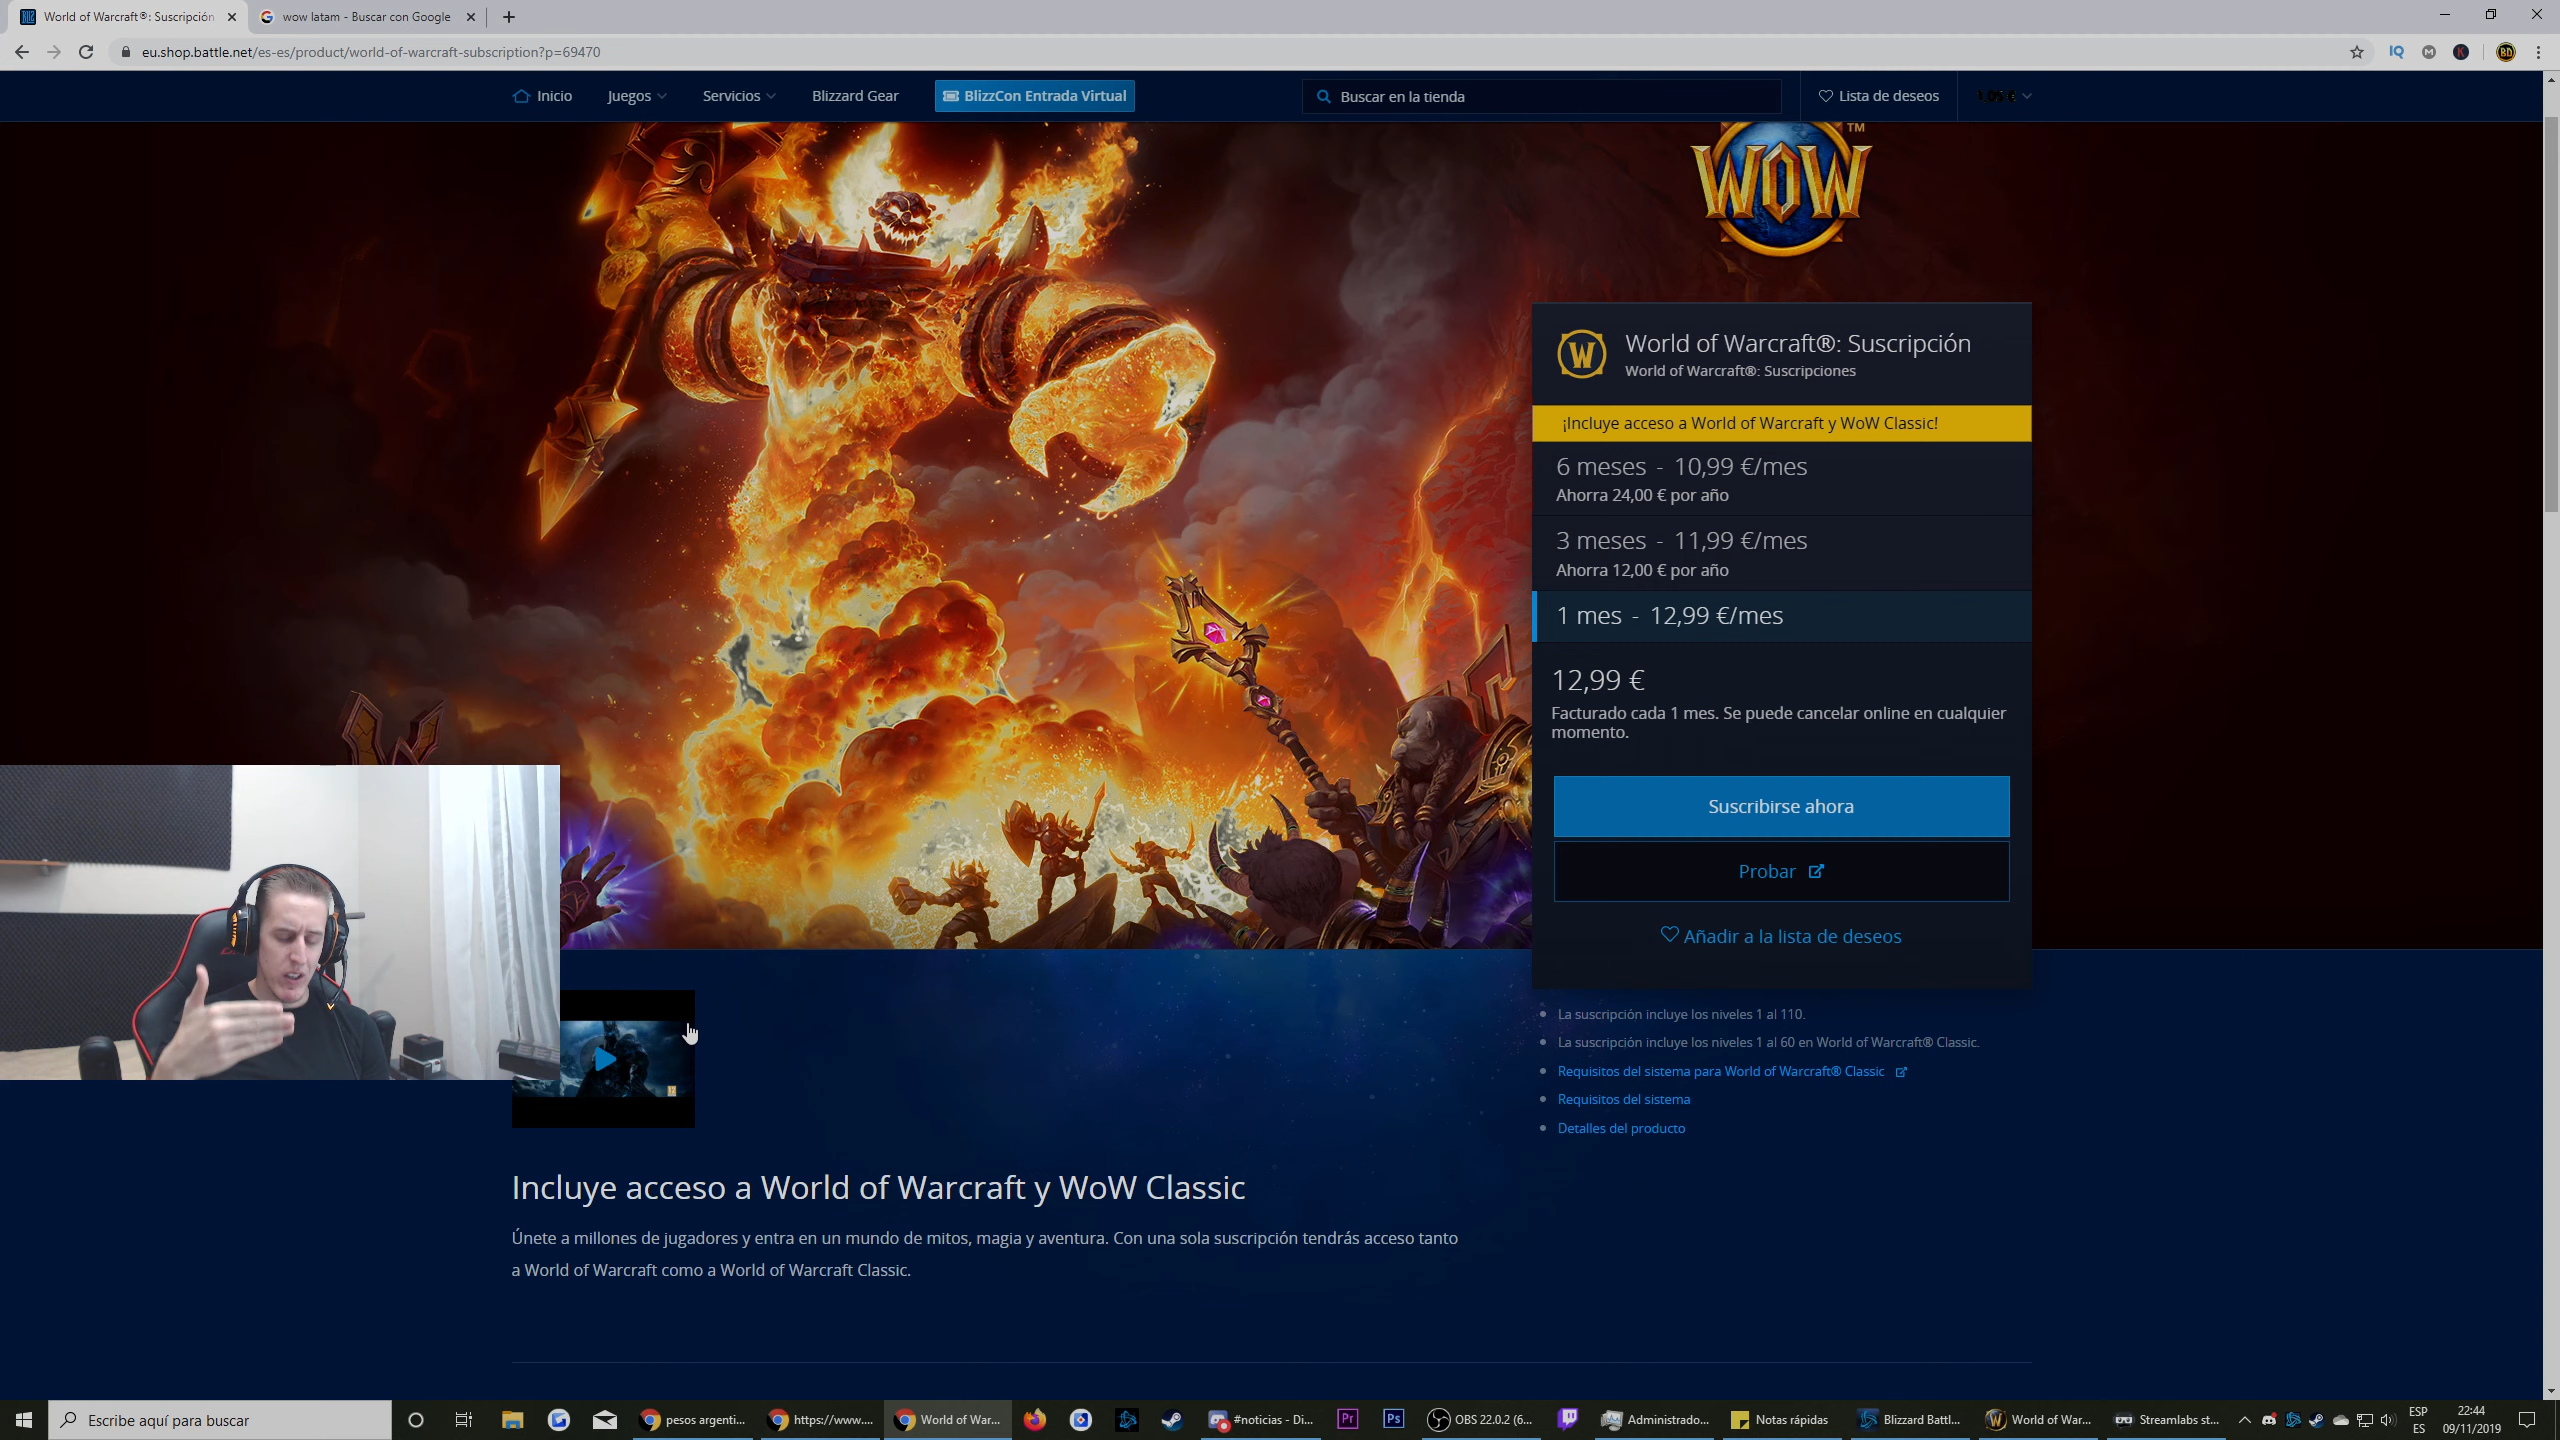 World of Warcraft®: Suscripción
wow latam - Buscar con Google
eu.shop.battle.net/es-es/product/world-of-warcraft-subscription?p=69470
IQ
M
K
BD
Inicio
Juegos
Servicios
Blizzard Gear
BlizzCon Entrada Virtual
Buscar en la tienda
Lista de deseos
WOW
TM
W
World of Warcraft®: Suscripción
World of Warcraft®: Suscripciones
¡Incluye acceso a World of Warcraft y WoW Classic!
6 meses - 10,99 €/mes
Ahorra 24,00 € por año
3 meses - 11,99 €/mes
Ahorra 12,00 € por año
1 mes - 12,99 €/mes
12,99 €
Facturado cada 1 mes. Se puede cancelar online en cualquier
momento.
Suscribirse ahora
Probar
Añadir a la lista de deseos
La suscripción incluye los niveles 1 al 110.
La suscripción incluye los niveles 1 al 60 en World of Warcraft® Classic.
Requisitos del sistema para World of Warcraft® Classic
Requisitos del sistema
Detalles del producto
Incluye acceso a World of Warcraft y WoW Classic
Únete a millones de jugadores y entra en un mundo de mitos, magia y aventura. Con una sola suscripción tendrás acceso tanto
a World of Warcraft como a World of Warcraft Classic.
Escribe aquí para buscar
pesos argenti...
https://www....
World of War...
#noticias - Di...
Pr
Ps
OBS 22.0.2 (6...
Administrado...
Notas rápidas
Blizzard Battl...
World of War...
Streamlabs st...
ESP
ES
22:44
09/11/2019